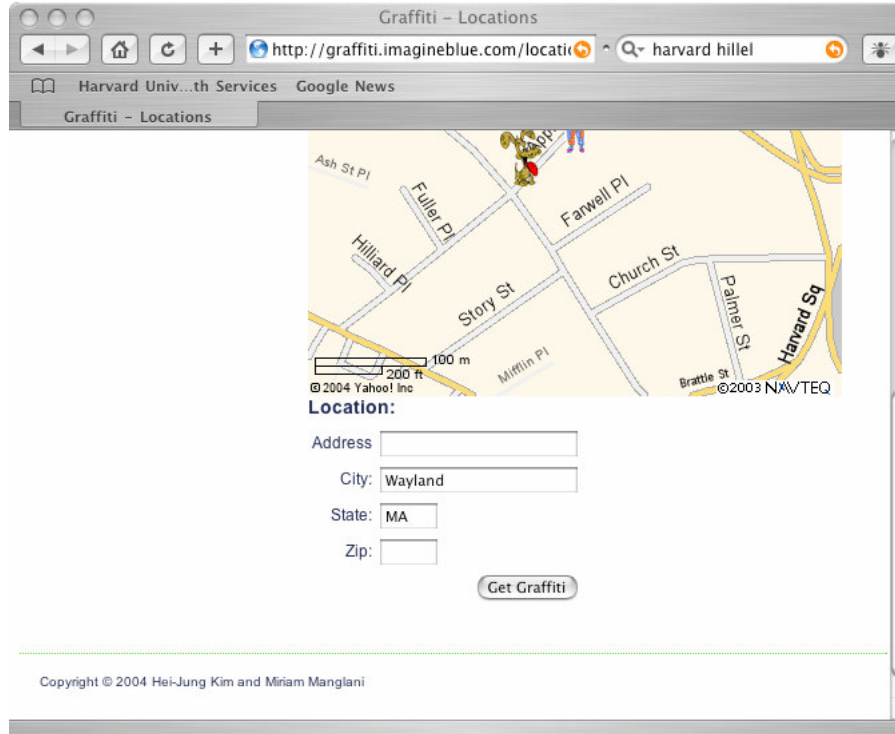 Graffiti – Locations
http://graffiti.imagineblue.com/locatic
harvard hillel
Harvard Univ...th Services Google News
Graffiti – Locations
App
Ash St Pl
Fuller Pl
Farwell Pl
Hilliard Pl
Church St
Story St
Palmer St
Harvard Sq
100 m
Mifflin Pl
200 ft
Brattle St
© 2004 Yahoo! Inc
©2003 NAVTEQ
Location:
Address
City: Wayland
State: MA
Zip:
Get Graffiti
Copyright © 2004 Hei-Jung Kim and Miriam Manglani